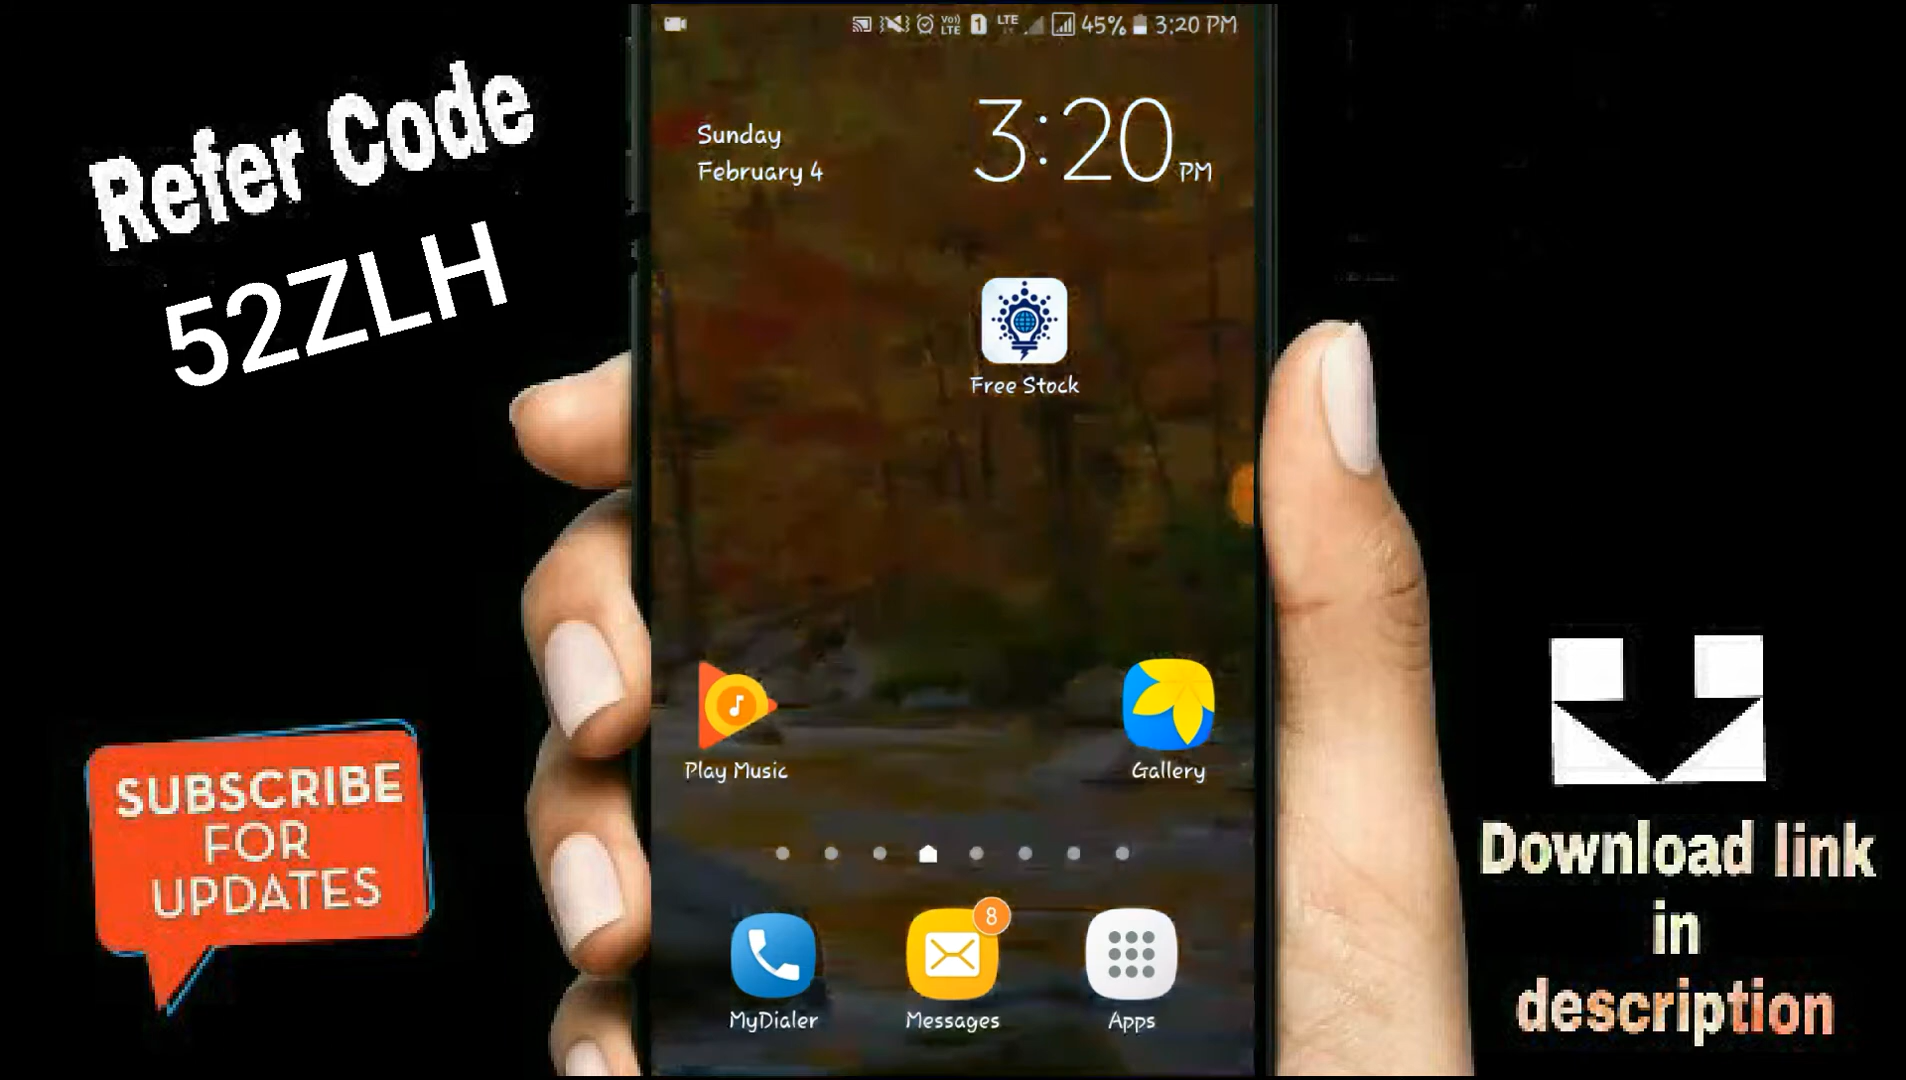 Refer Code
52ZLH
LTE 45% 3:20 PM
Sunday
February 4
3:20 PM
Free Stock
Play Music
Gallery
8
MyDialer
Messages
Apps
SUBSCRIBE
FOR
UPDATES
Download link
in
description